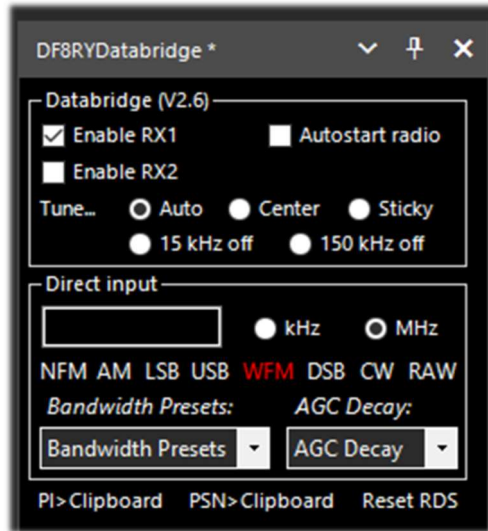 DF8RYDatabridge *
Databridge (V2.6)
Enable RX1 Autostart radio
Enable RX2
Tune... Auto Center Sticky
15 kHz off 150 kHz off
Direct input
kHz MHz
NFM AM LSB USB WFM DSB CW RAW
Bandwidth Presets: AGC Decay:
Bandwidth Presets AGC Decay
PI>Clipboard PSN>Clipboard Reset RDS